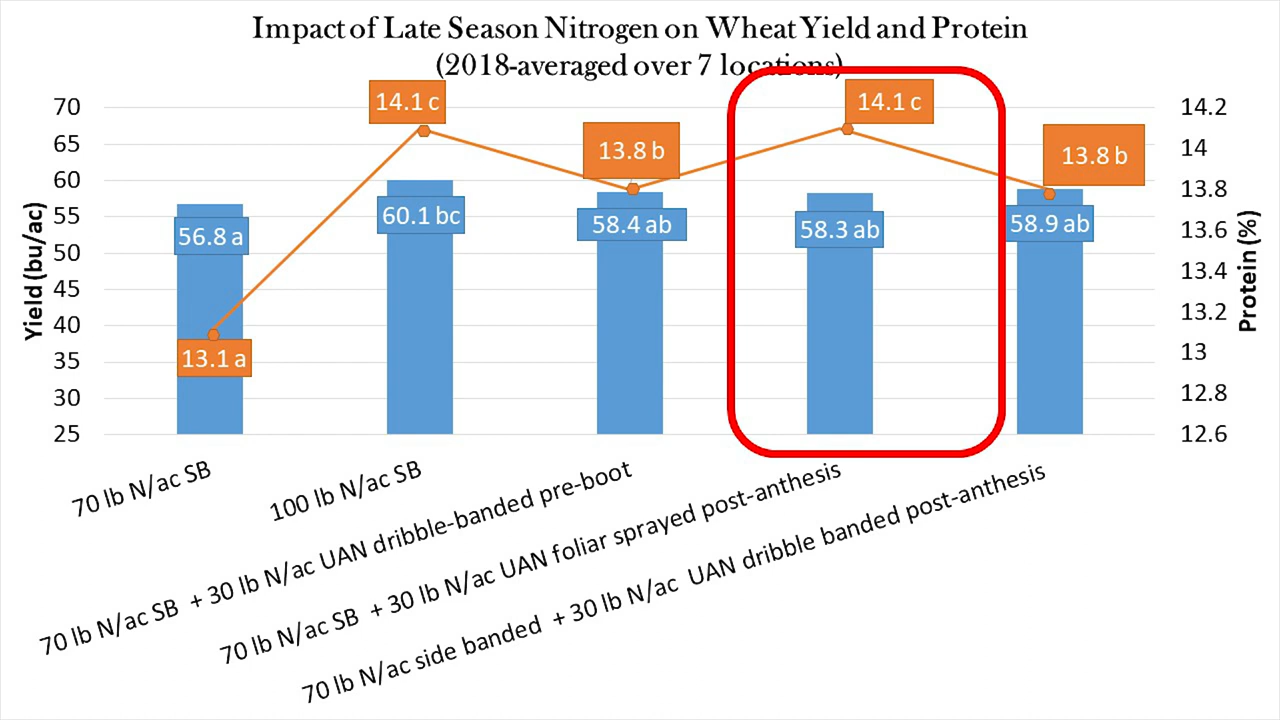 Impact of Late Season Nitrogen on Wheat Yield and Protein
(2018-averaged over 7 locations)
70
65
60
55
50
45
40
35
30
25
Yield (bu/ac)
14.2
14
13.8
13.6
13.4
13.2
13
12.8
12.6
Protein (%)
14.1 c
13.8 b
14.1 c
13.8 b
13.1 a
56.8 a
60.1 bc
58.4 ab
58.3 ab
58.9 ab
70 lb N/ac SB
100 lb N/ac SB
70 lb N/ac SB + 30 lb N/ac UAN dribble-banded pre-boot
70 lb N/ac SB + 30 lb N/ac UAN foliar sprayed post-anthesis
70 lb N/ac side banded + 30 lb N/ac UAN dribble banded post-anthesis